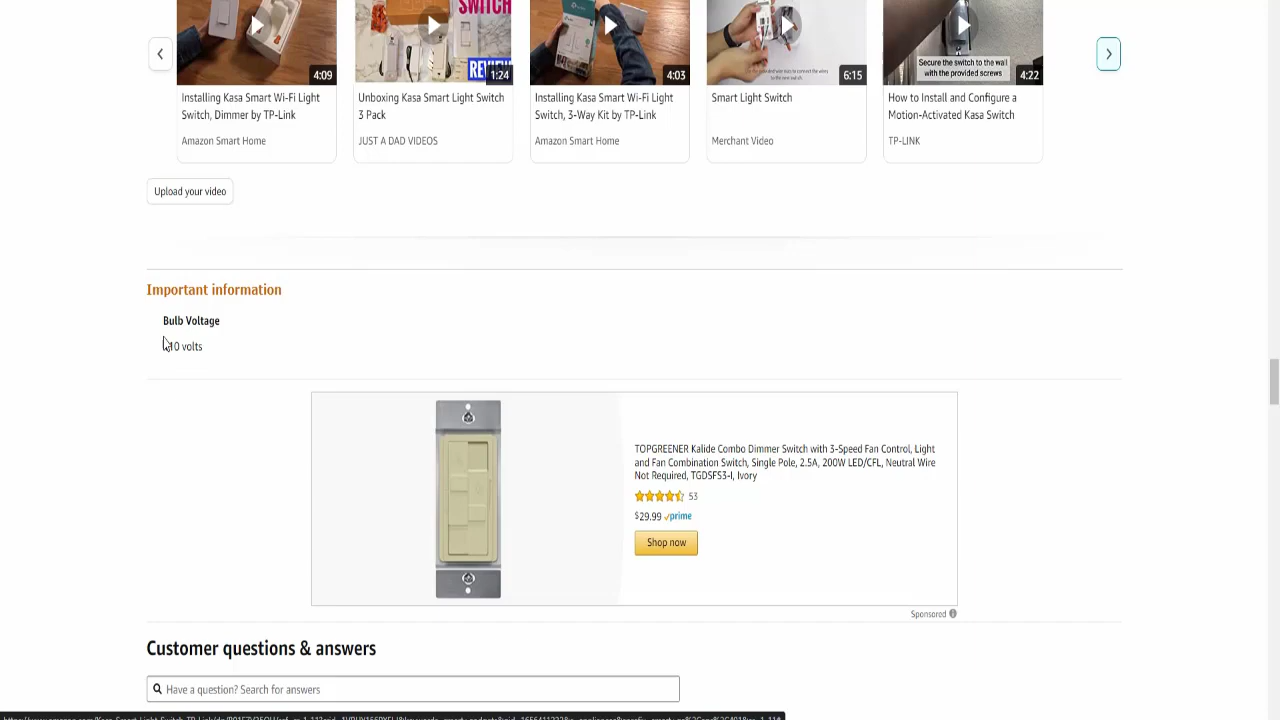 SWITCH
REV
4:09
1:24
4:03
6:15
Secure the switch to the wall
with the provided screws
4:22
Installing Kasa Smart Wi-Fi Light
Switch, Dimmer by TP-Link
Amazon Smart Home
Unboxing Kasa Smart Light Switch
3 Pack
JUST A DAD VIDEOS
Installing Kasa Smart Wi-Fi Light
Switch, 3-Way Kit by TP-Link
Amazon Smart Home
Smart Light Switch
Merchant Video
How to Install and Configure a
Motion-Activated Kasa Switch
TP-LINK
Upload your video
Important information
Bulb Voltage
volts
TOPGREENER Kalide Combo Dimmer Switch with 3-Speed Fan Control, Light
and Fan Combination Switch, Single Pole, 2.5A, 200W LED/CFL, Neutral Wire
Not Required, TGDSFS3-I, Ivory
53
$29.99 prime
Shop now
Sponsored
Customer questions & answers
Have a question? Search for answers